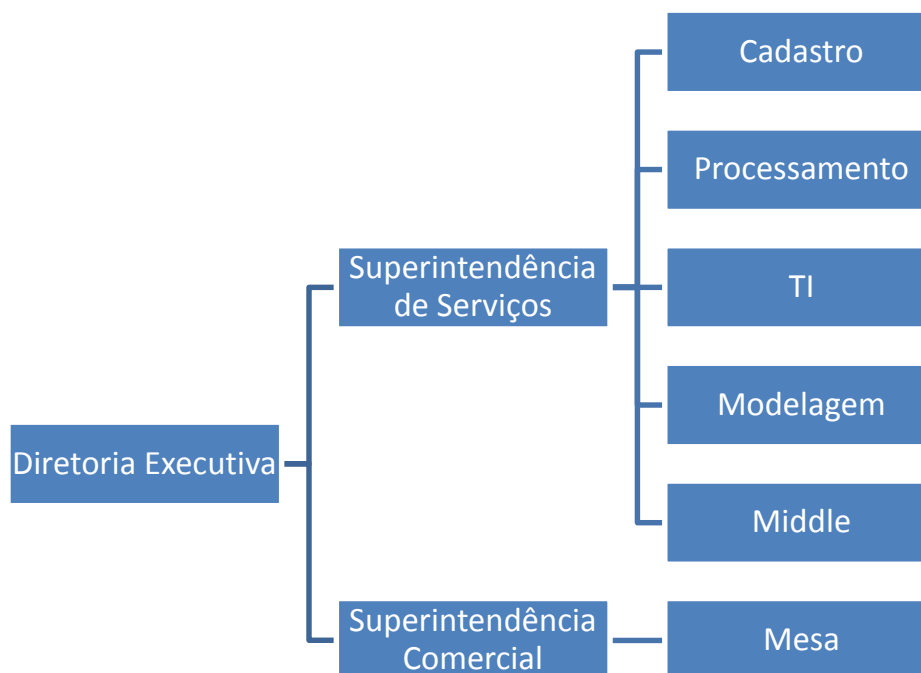 Diretoria Executiva
Superintendência
de Serviços
Cadastro
Processamento
TI
Modelagem
Middle
Superintendência
Comercial
Mesa